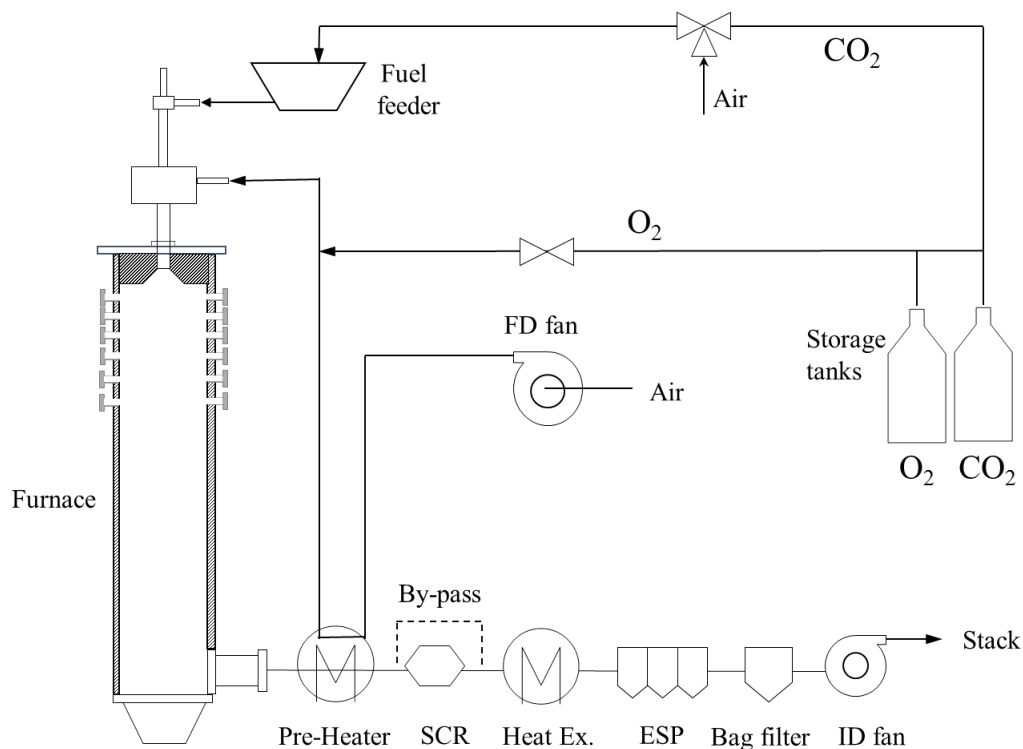 CO₂
Fuel
feeder
Air
O₂
FD fan
Storage
tanks
Air
O₂
CO₂
Furnace
By-pass
Stack
Pre-Heater
SCR
Heat Ex.
ESP
Bag filter
ID fan